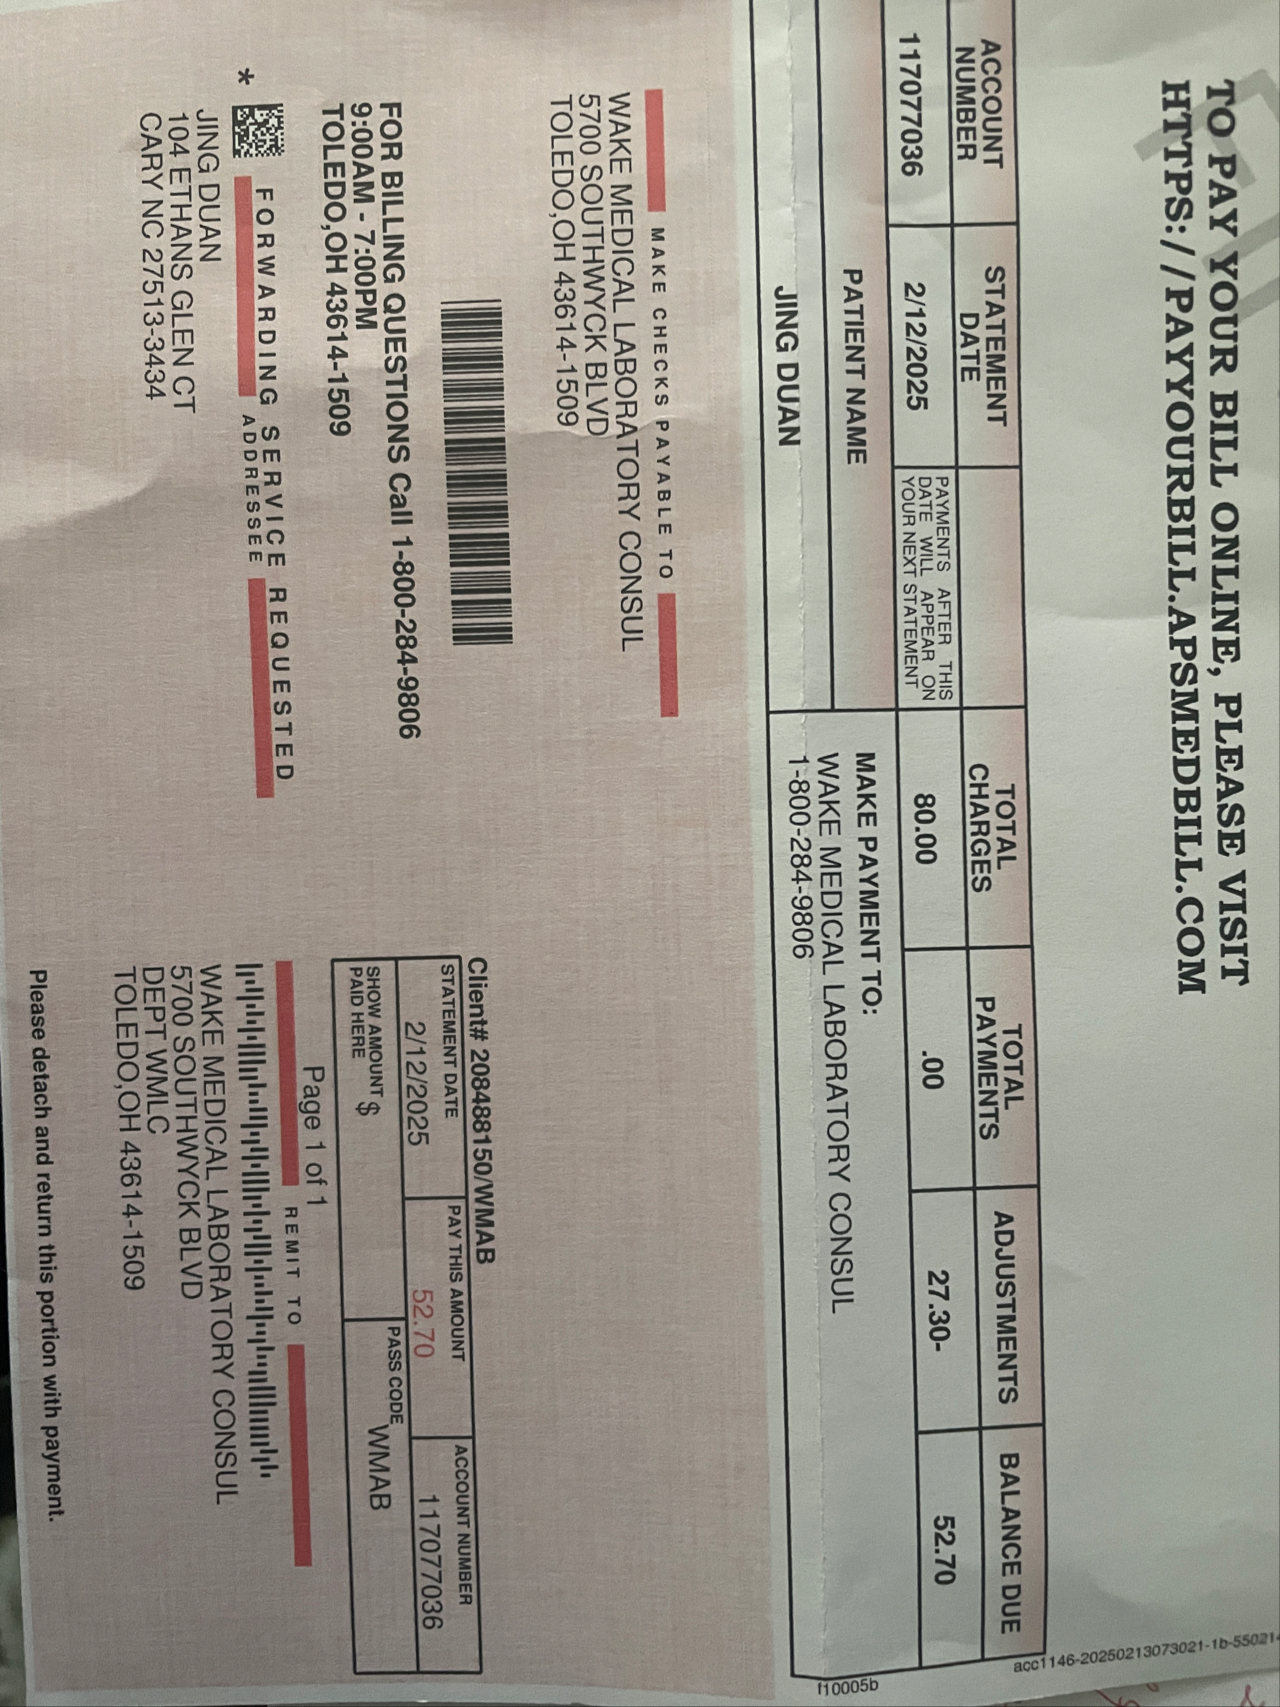 TO PAY YOUR BILL ONLINE, PLEASE VISIT
HTTPS://PAYYOURBILL.APSMEDBILL.COM
acc1146-20250213073021-1b-55021
ACCOUNT NUMBER
STATEMENT DATE
TOTAL CHARGES
TOTAL PAYMENTS
ADJUSTMENTS
BALANCE DUE
117077036
2/12/2025
PAYMENTS AFTER THIS
DATE WILL APPEAR ON
YOUR NEXT STATEMENT
80.00
.00
27.30-
52.70
PATIENT NAME
JING DUAN
MAKE PAYMENT TO:
WAKE MEDICAL LABORATORY CONSUL
1-800-284-9806
f10005b
MAKE CHECKS PAYABLE TO
WAKE MEDICAL LABORATORY CONSUL
5700 SOUTHWYCK BLVD
TOLEDO,OH 43614-1509
FOR BILLING QUESTIONS Call 1-800-284-9806
9:00AM - 7:00PM
TOLEDO,OH 43614-1509
Client# 20848150/WMAB
STATEMENT DATE
PAY THIS AMOUNT
ACCOUNT NUMBER
2/12/2025
52.70
117077036
SHOW AMOUNT $
PAID HERE
PASS CODE
WMAB
Page 1 of 1
FORWARDING SERVICE REQUESTED
* ADDRESSEE
JING DUAN
104 ETHANS GLEN CT
CARY NC 27513-3434
REMIT TO
WAKE MEDICAL LABORATORY CONSUL
5700 SOUTHWYCK BLVD
DEPT WMLC
TOLEDO,OH 43614-1509
Please detach and return this portion with payment.